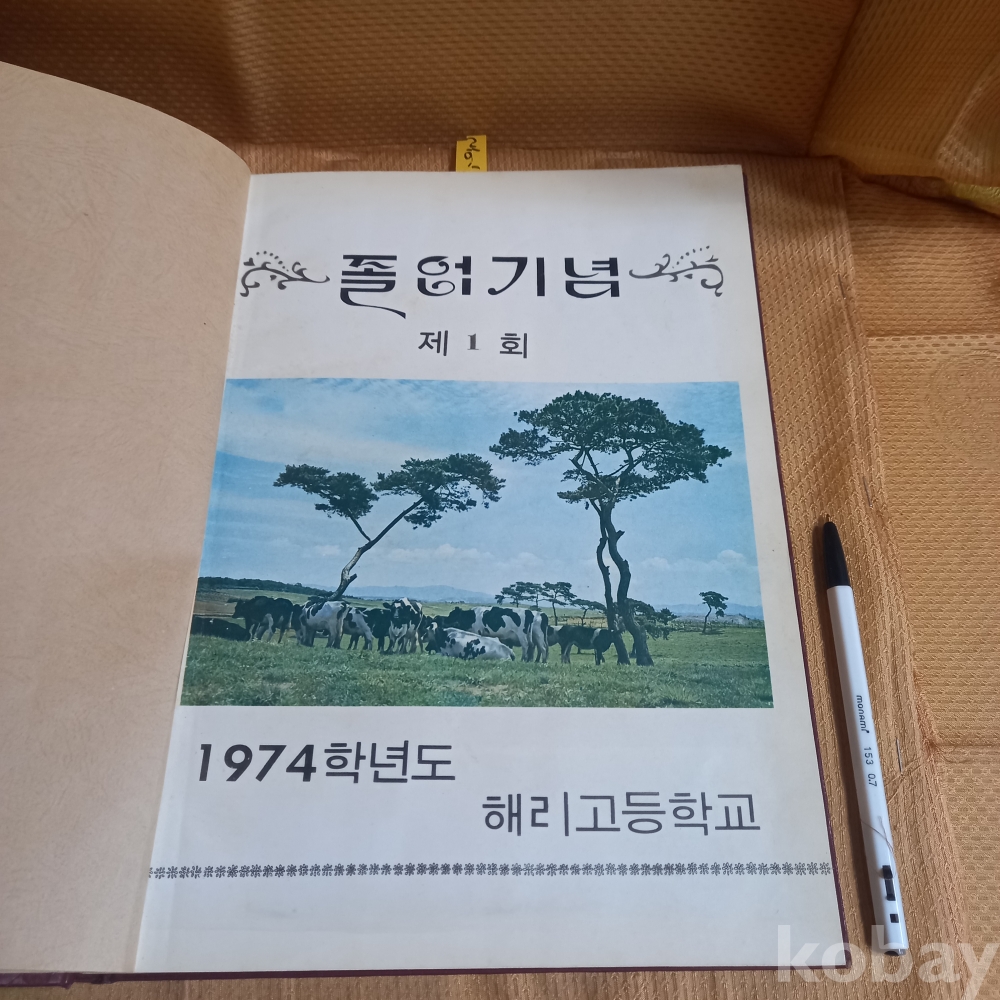 졸업기념
제 1 회
1974학년도
해리고등학교
monami 153 0.7
kobay